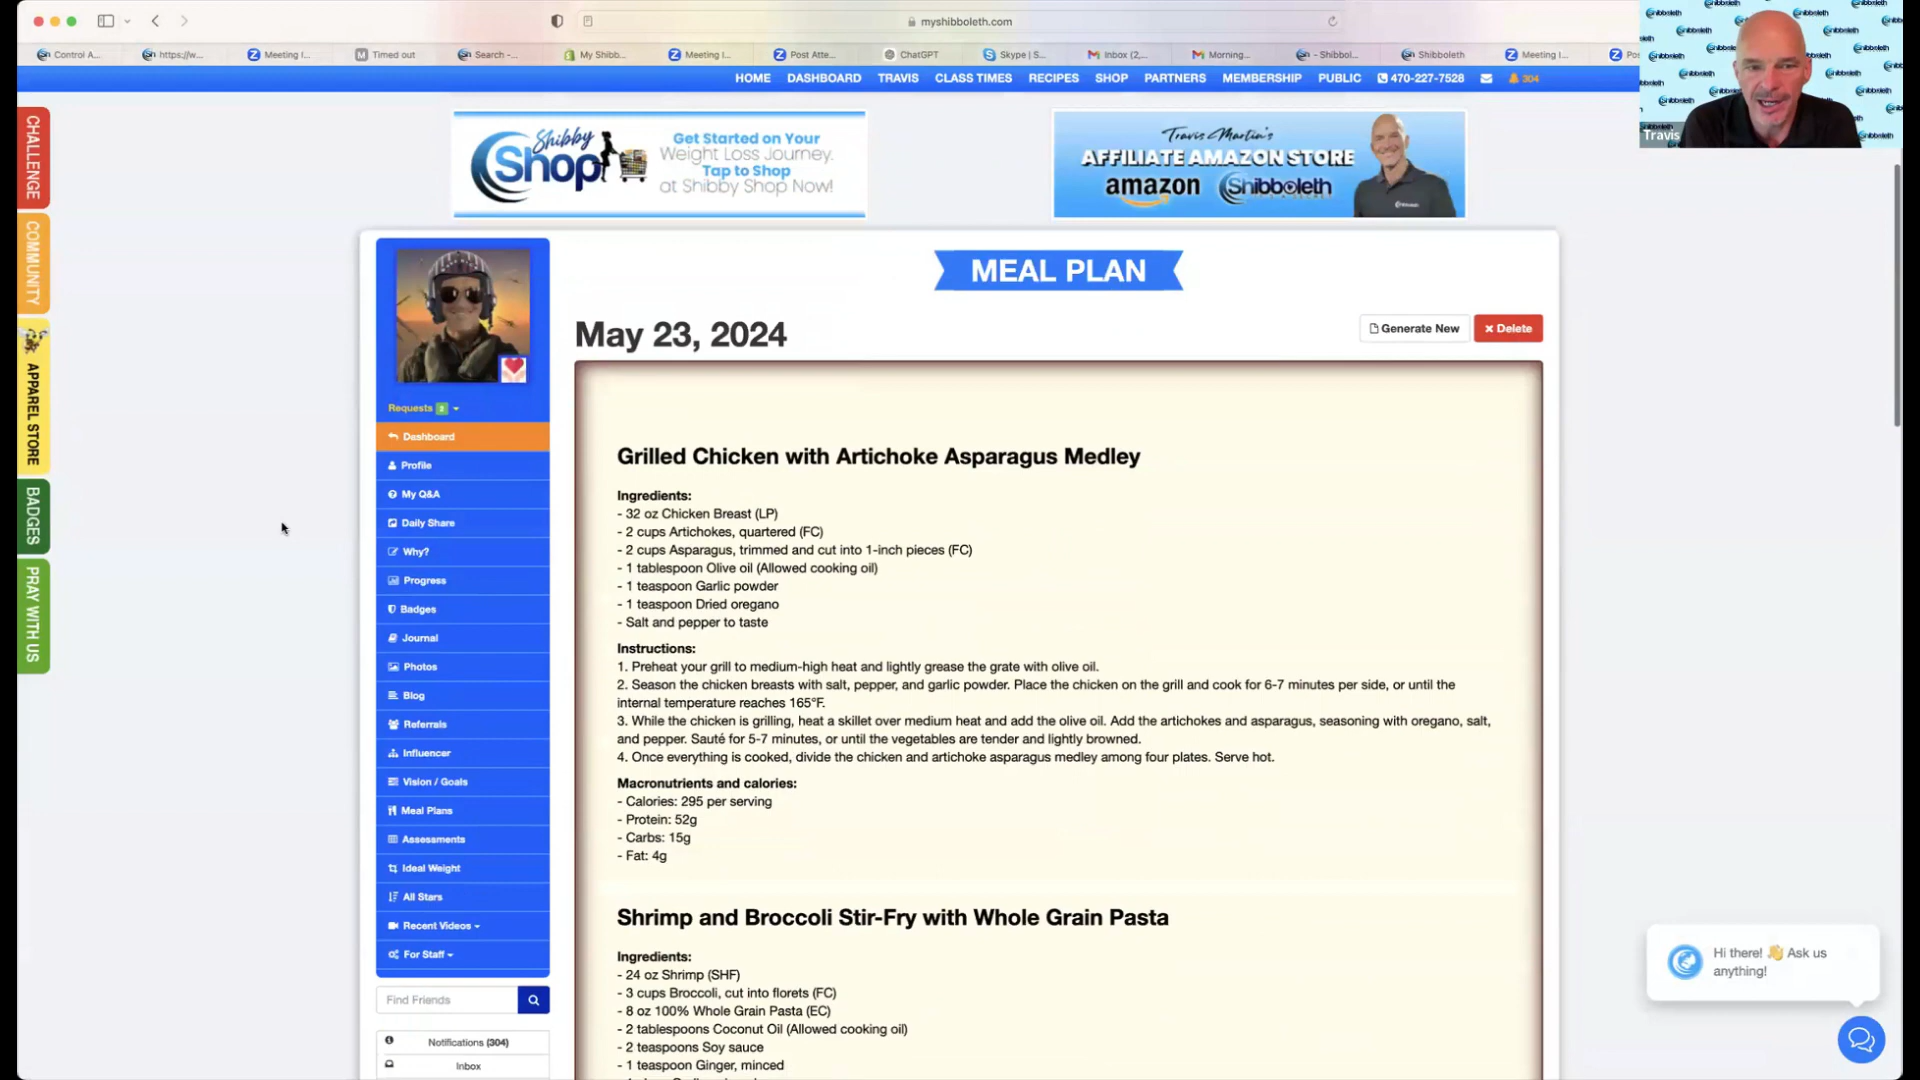 myshibboleth.com
Control A...
https://w...
Meeting I...
Timed out
Search -...
My Shibb...
Meeting I...
Post Atte...
ChatGPT
Skype | S...
Inbox (2,...
Morning...
- Shibbol...
Shibboleth
Meeting I...
HOME DASHBOARD TRAVIS CLASS TIMES RECIPES SHOP PARTNERS MEMBERSHIP PUBLIC 470-227-7528 304
Travis
CHALLENGE
COMMUNITY
APPAREL STORE
BADGES
PRAY WITH US
Shibby
Shop
Get Started on Your
Weight Loss Journey.
Tap to Shop
at Shibby Shop Now!
Travis Martin's
AFFILIATE AMAZON STORE
amazon Shibboleth
Requests 2
Dashboard
Profile
My Q&A
Daily Share
Why?
Progress
Badges
Journal
Photos
Blog
Referrals
Influencer
Vision / Goals
Meal Plans
Assessments
Ideal Weight
All Stars
Recent Videos
For Staff
Find Friends
Notifications (304)
Inbox
MEAL PLAN
May 23, 2024
Generate New
Delete
Grilled Chicken with Artichoke Asparagus Medley
Ingredients:
- 32 oz Chicken Breast (LP)
- 2 cups Artichokes, quartered (FC)
- 2 cups Asparagus, trimmed and cut into 1-inch pieces (FC)
- 1 tablespoon Olive oil (Allowed cooking oil)
- 1 teaspoon Garlic powder
- 1 teaspoon Dried oregano
- Salt and pepper to taste
Instructions:
1. Preheat your grill to medium-high heat and lightly grease the grate with olive oil.
2. Season the chicken breasts with salt, pepper, and garlic powder. Place the chicken on the grill and cook for 6-7 minutes per side, or until the
internal temperature reaches 165°F.
3. While the chicken is grilling, heat a skillet over medium heat and add the olive oil. Add the artichokes and asparagus, seasoning with oregano, salt,
and pepper. Sauté for 5-7 minutes, or until the vegetables are tender and lightly browned.
4. Once everything is cooked, divide the chicken and artichoke asparagus medley among four plates. Serve hot.
Macronutrients and calories:
- Calories: 295 per serving
- Protein: 52g
- Carbs: 15g
- Fat: 4g
Shrimp and Broccoli Stir-Fry with Whole Grain Pasta
Ingredients:
- 24 oz Shrimp (SHF)
- 3 cups Broccoli, cut into florets (FC)
- 8 oz 100% Whole Grain Pasta (EC)
- 2 tablespoons Coconut Oil (Allowed cooking oil)
- 2 teaspoons Soy sauce
- 1 teaspoon Ginger, minced
Hi there! 👋 Ask us
anything!